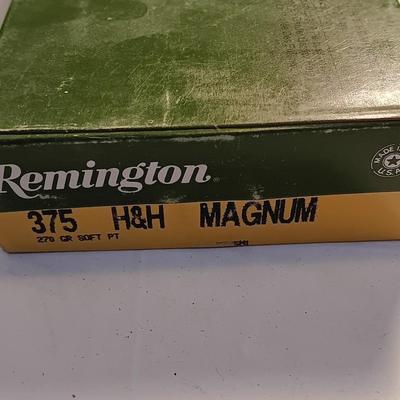 Remington®
MADE IN
U.S.A.
375 H&H MAGNUM
270 GR SOFT PT